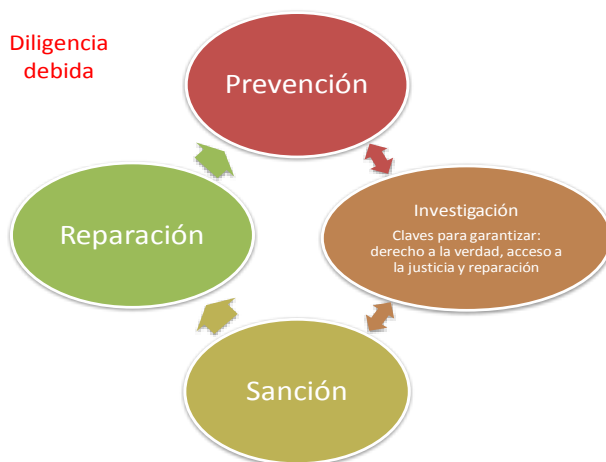 Diligencia
debida
Prevención
Reparación
Investigación
Claves para garantizar:
derecho a la verdad, acceso a
la justicia y reparación
Sanción